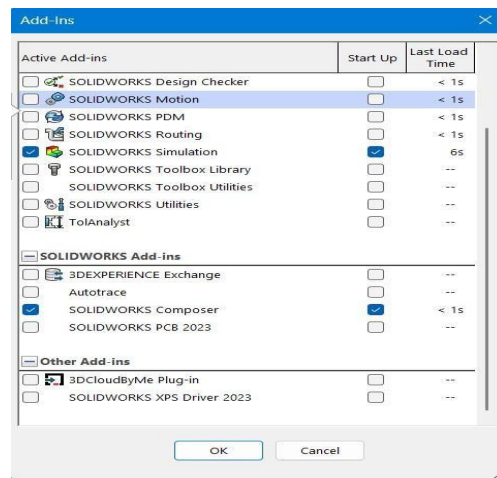 Add-Ins
Active Add-ins Start Up Last Load Time
SOLIDWORKS Design Checker < 1s
SOLIDWORKS Motion < 1s
SOLIDWORKS PDM < 1s
SOLIDWORKS Routing < 1s
SOLIDWORKS Simulation 6s
SOLIDWORKS Toolbox Library --
SOLIDWORKS Toolbox Utilities --
SOLIDWORKS Utilities --
TolAnalyst --
SOLIDWORKS Add-ins
3DEXPERIENCE Exchange --
Autotrace --
SOLIDWORKS Composer < 1s
SOLIDWORKS PCB 2023 --
Other Add-ins
3DCloudByMe Plug-in --
SOLIDWORKS XPS Driver 2023 --
OK Cancel